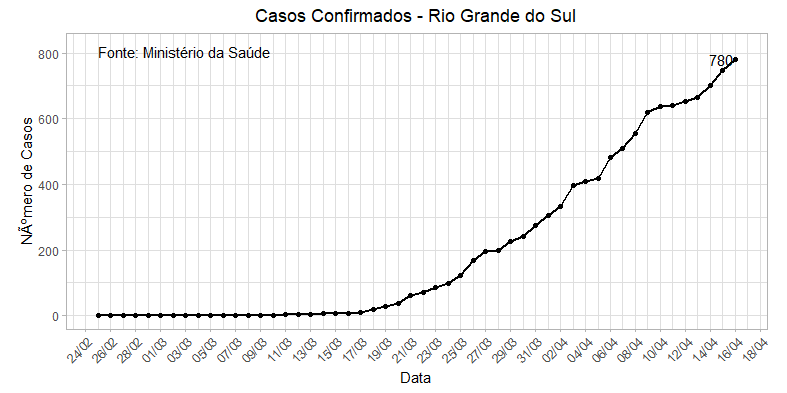 Casos Confirmados - Rio Grande do Sul
Fonte: Ministério da Saúde
780
NÃºmero de Casos
800
600
400
200
0
24/02 26/02 28/02 01/03 03/03 05/03 07/03 09/03 11/03 13/03 15/03 17/03 19/03 21/03 23/03 25/03 27/03 29/03 31/03 02/04 04/04 06/04 08/04 10/04 12/04 14/04 16/04 18/04
Data